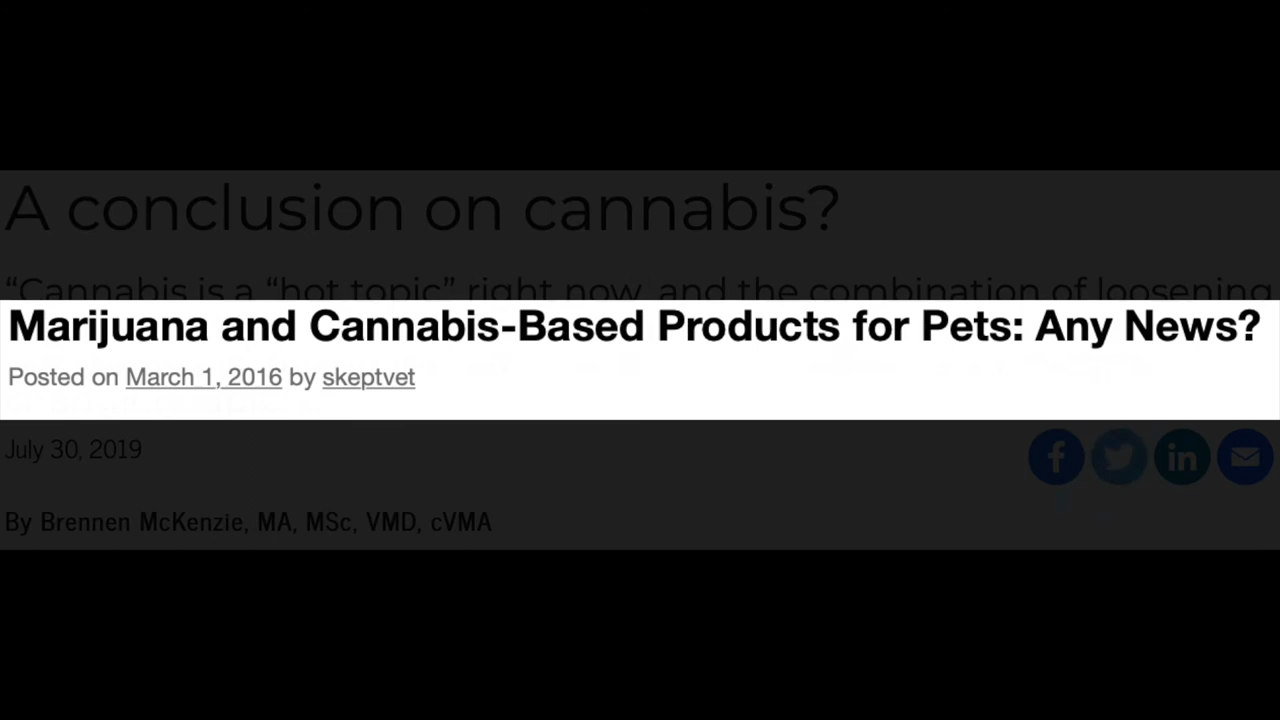 A conclusion on cannabis?
“Cannabis is a “hot topic” right now, and the combination of loosening
Marijuana and Cannabis-Based Products for Pets: Any News?
Posted on March 1, 2016 by skeptvet
July 30, 2019
By Brennen McKenzie, MA, MSc, VMD, cVMA